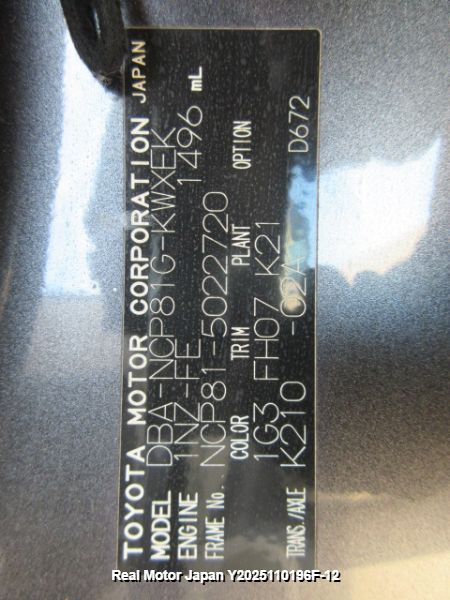 TOYOTA MOTOR CORPORATION JAPAN
MODEL DBA-NCP81G-KWXEK
ENGINE 1NZ-FE 1496 mL
FRAME No. NCP81-5022720
COLOR TRIM PLANT OPTION
1G3 FH07 K21
TRANS./AXLE K210 -02A D672
Real Motor Japan Y2025110196F-12